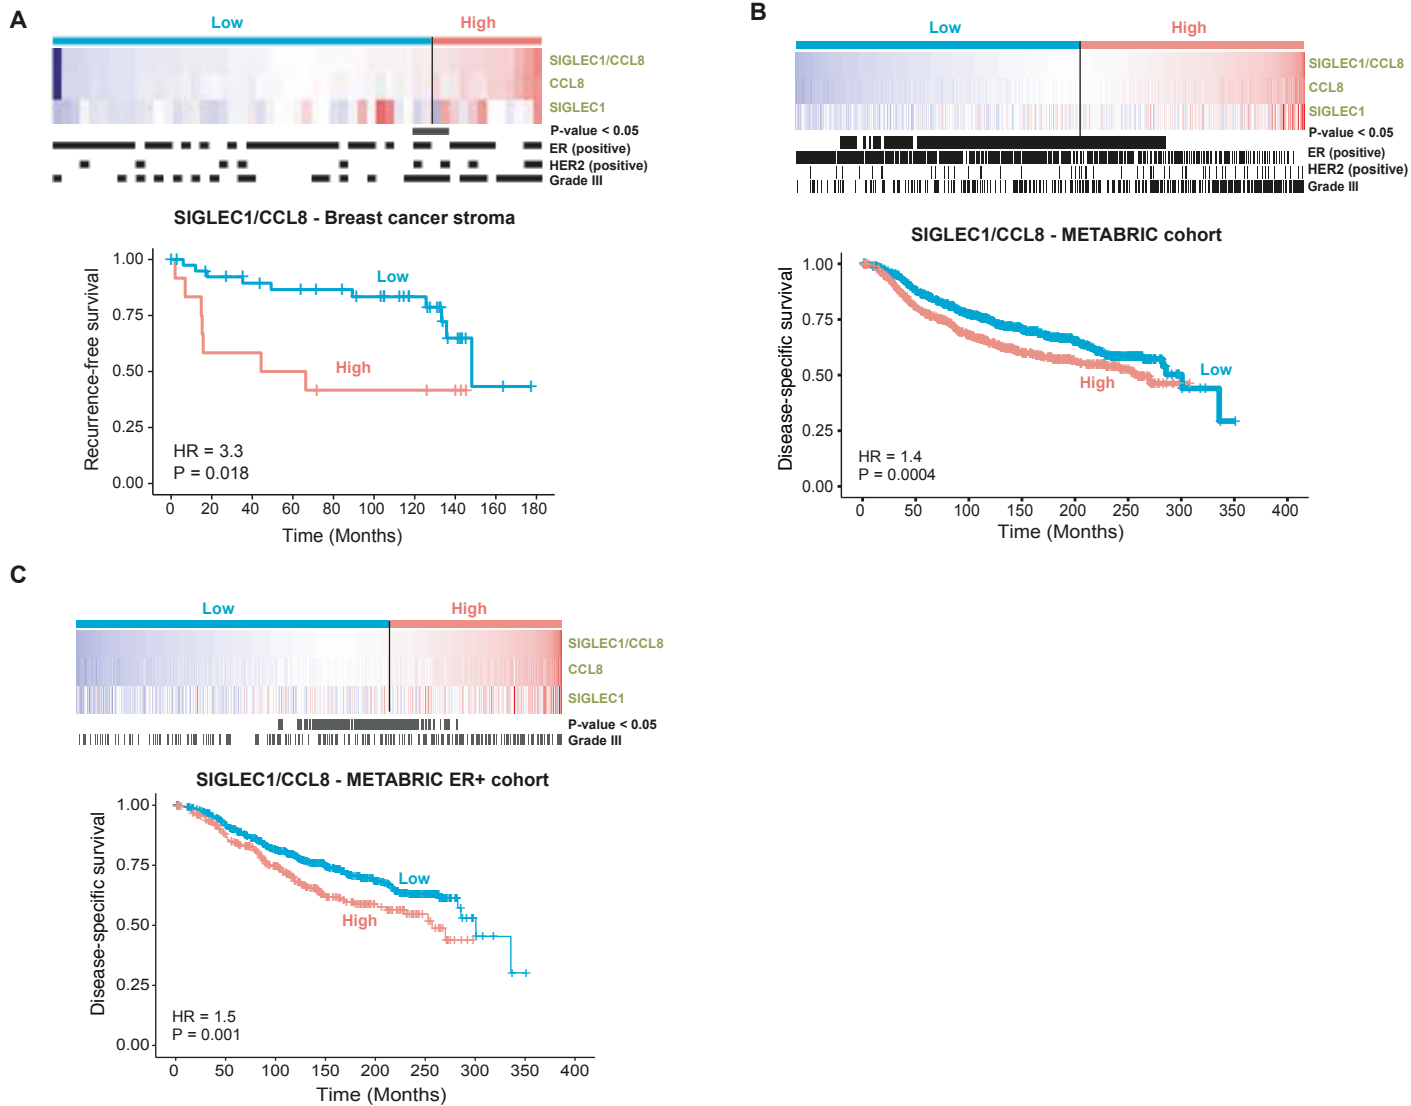 A
Low High
SIGLEC1/CCL8
CCL8
SIGLEC1
P-value < 0.05
ER (positive)
HER2 (positive)
Grade III
SIGLEC1/CCL8 - Breast cancer stroma
Recurrence-free survival
1.00
0.75
0.50
0.25
0.00
Low
High
HR = 3.3
P = 0.018
0 20 40 60 80 100 120 140 160 180
Time (Months)
B
Low High
SIGLEC1/CCL8
CCL8
SIGLEC1
P-value < 0.05
ER (positive)
HER2 (positive)
Grade III
SIGLEC1/CCL8 - METABRIC cohort
Disease-specific survival
1.00
0.75
0.50
0.25
0.00
Low
High
HR = 1.4
P = 0.0004
0 50 100 150 200 250 300 350 400
Time (Months)
C
Low High
SIGLEC1/CCL8
CCL8
SIGLEC1
P-value < 0.05
Grade III
SIGLEC1/CCL8 - METABRIC ER+ cohort
Disease-specific survival
1.00
0.75
0.50
0.25
0.00
Low
High
HR = 1.5
P = 0.001
0 50 100 150 200 250 300 350 400
Time (Months)